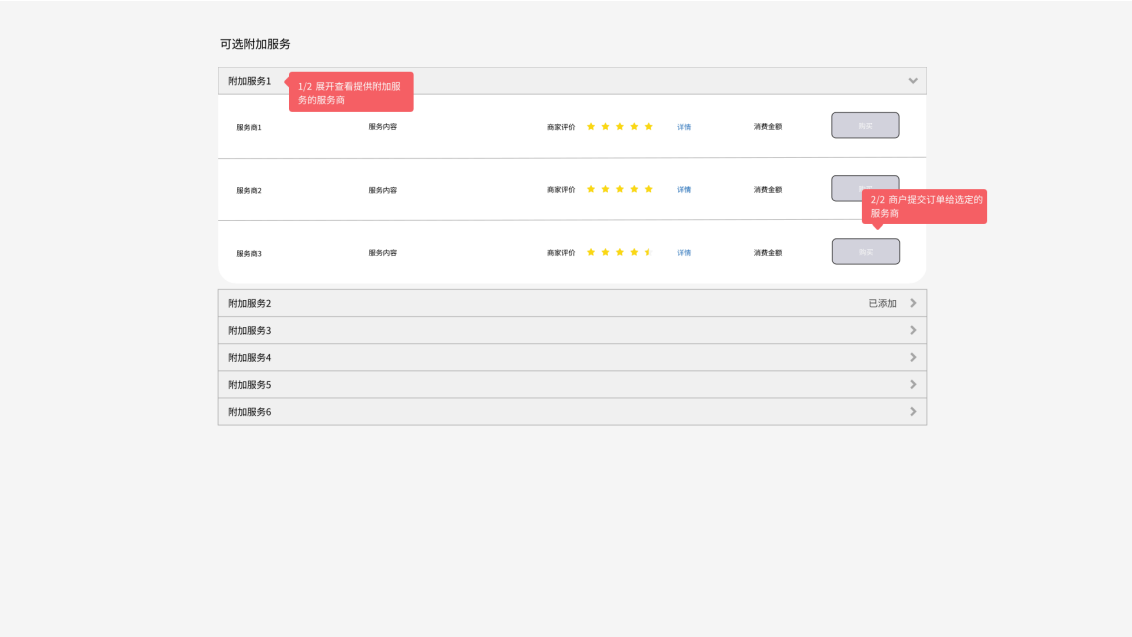 可选附加服务
附加服务1
1/2 展开查看提供附加服
务的服务商
服务商1 服务内容 商家评价 详情 消费金额 购买
服务商2 服务内容 商家评价 详情 消费金额
2/2 商户提交订单给选定的
服务商
服务商3 服务内容 商家评价 详情 消费金额 购买
附加服务2 已添加
附加服务3
附加服务4
附加服务5
附加服务6